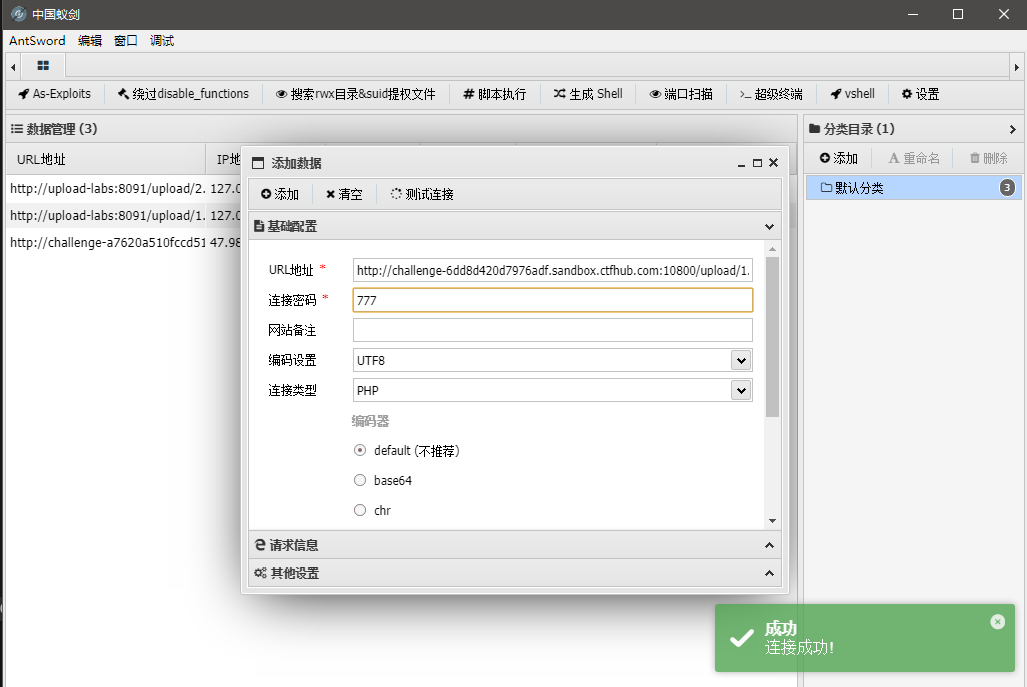 中国蚁剑
AntSword 编辑 窗口 调试
As-Exploits 绕过disable_functions 搜索rwx目录&suid提权文件 脚本执行 生成 Shell 端口扫描 超级终端 vshell 设置
数据管理 (3)
URL地址 IP地
http://upload-labs:8091/upload/2. 127.0
http://upload-labs:8091/upload/1. 127.0
http://challenge-a7620a510fccd51 47.98
添加数据
添加 清空 测试连接
基础配置
URL地址 * http://challenge-6dd8d420d7976adf.sandbox.ctfhub.com:10800/upload/1.
连接密码 * 777
网站备注
编码设置 UTF8
连接类型 PHP
编码器
default (不推荐)
base64
chr
请求信息
其他设置
分类目录 (1)
添加 重命名 删除
默认分类 3
成功
连接成功!